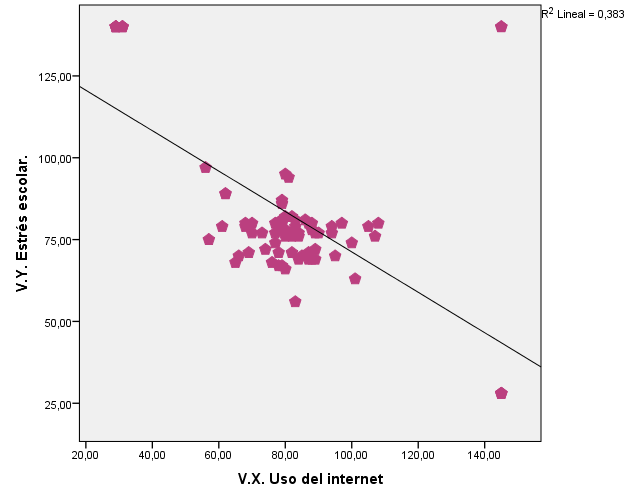 R² Lineal = 0,383
V.Y. Estrés escolar.
125,00
100,00
75,00
50,00
25,00
20,00 40,00 60,00 80,00 100,00 120,00 140,00
V.X. Uso del internet